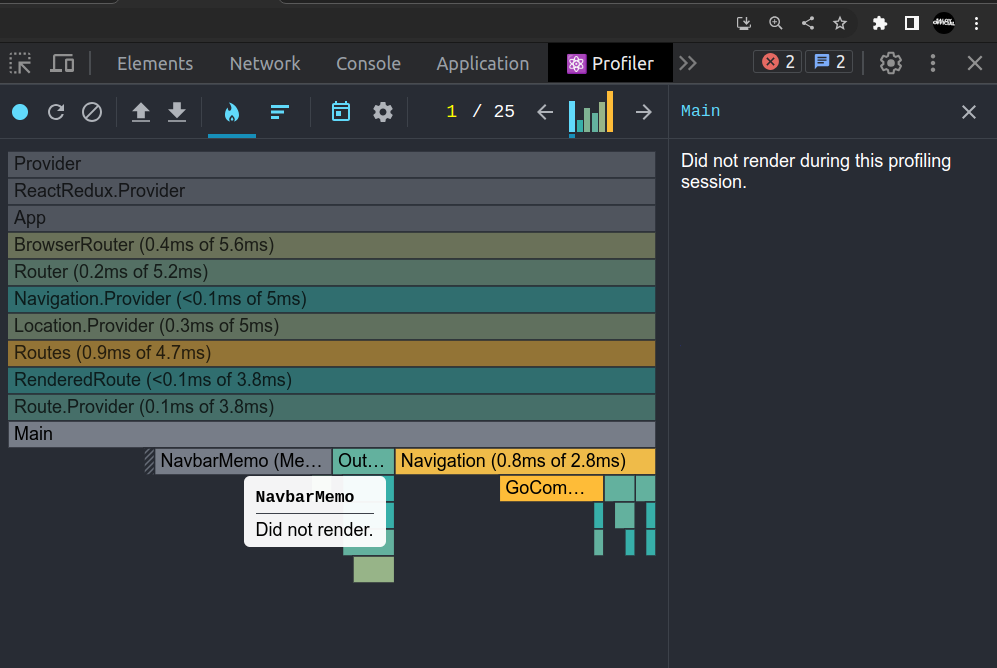 Elements
Network
Console
Application
Profiler
2
2
1 / 25
Main
Did not render during this profiling
session.
Provider
ReactRedux.Provider
App
BrowserRouter (0.4ms of 5.6ms)
Router (0.2ms of 5.2ms)
Navigation.Provider (<0.1ms of 5ms)
Location.Provider (0.3ms of 5ms)
Routes (0.9ms of 4.7ms)
RenderedRoute (<0.1ms of 3.8ms)
Route.Provider (0.1ms of 3.8ms)
Main
NavbarMemo (Me…
Out…
Navigation (0.8ms of 2.8ms)
GoCom…
NavbarMemo
Did not render.